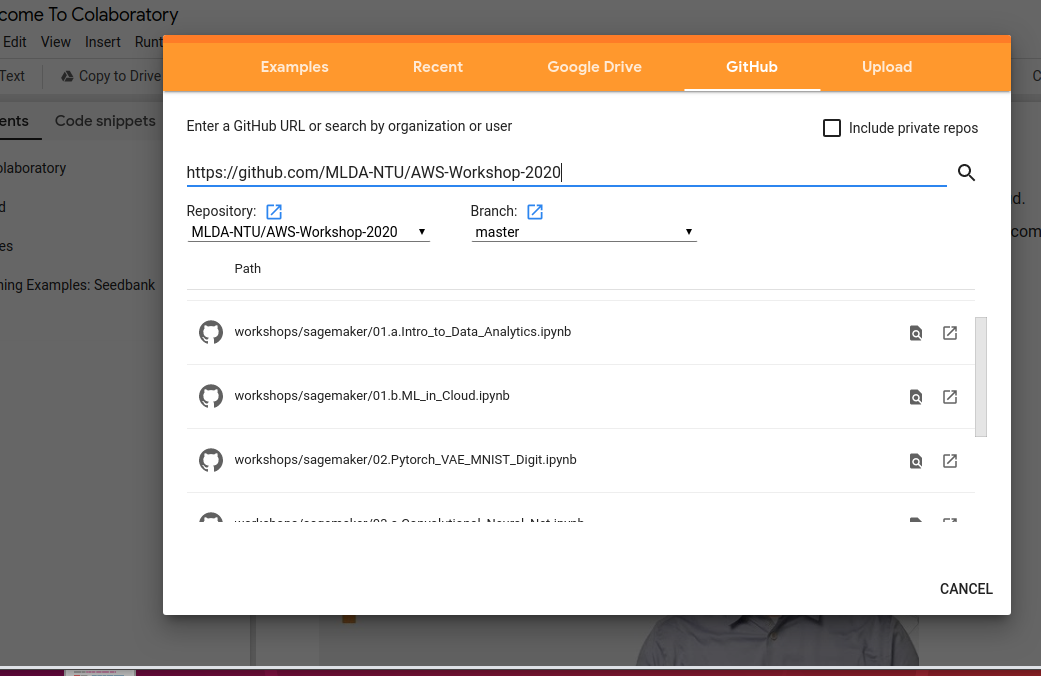 come To Colaboratory
Edit View Insert Runt
Text Copy to Drive
Examples Recent Google Drive GitHub Upload
ents Code snippets
Enter a GitHub URL or search by organization or user
Include private repos
olaboratory
https://github.com/MLDA-NTU/AWS-Workshop-2020
d
d.
Repository: Branch:
MLDA-NTU/AWS-Workshop-2020 master
com
es
Path
ning Examples: Seedbank
workshops/sagemaker/01.a.Intro_to_Data_Analytics.ipynb
workshops/sagemaker/01.b.ML_in_Cloud.ipynb
workshops/sagemaker/02.Pytorch_VAE_MNIST_Digit.ipynb
CANCEL